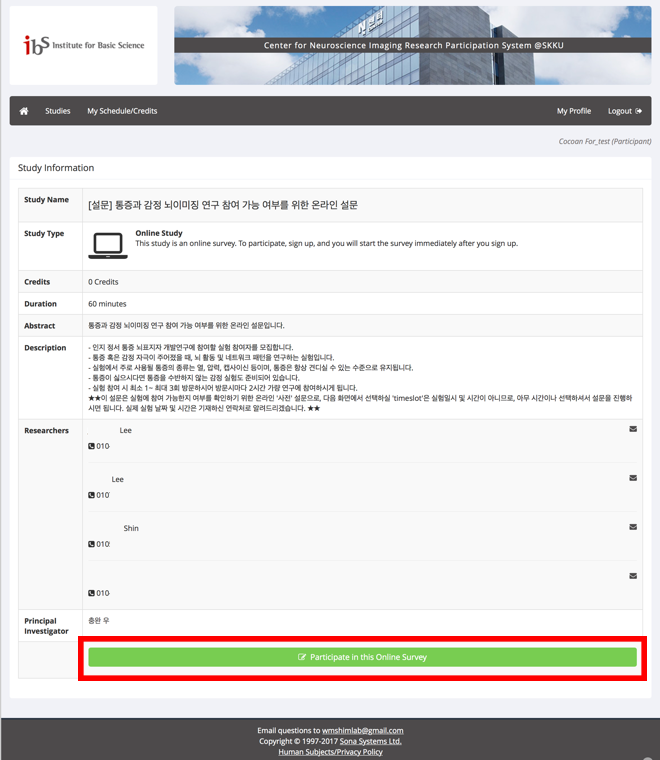 ibS Institute for Basic Science
Center for Neuroscience Imaging Research Participation System @SKKU
Studies
My Schedule/Credits
My Profile
Logout
Cocoan For_test (Participant)
Study Information
Study Name
[설문] 통증과 감정 뇌이미징 연구 참여 가능 여부를 위한 온라인 설문
Study Type
Online Study
This study is an online survey. To participate, sign up, and you will start the survey immediately after you sign up.
Credits
0 Credits
Duration
60 minutes
Abstract
통증과 감정 뇌이미징 연구 참여 가능 여부를 위한 온라인 설문입니다.
Description
- 인지 정서 통증 뇌표지자 개발연구에 참여할 실험 참여자를 모집합니다.
- 통증 혹은 감정 자극이 주어졌을 때, 뇌 활동 및 네트워크 패턴을 연구하는 실험입니다.
- 실험에서 주로 사용될 통증의 종류는 열, 압력, 캡사이신 등이며, 통증은 항상 견디실 수 있는 수준으로 유지됩니다.
- 통증이 싫으시다면 통증을 수반하지 않는 감정 실험도 준비되어 있습니다.
- 실험 참여 시 최소 1~ 최대 3회 방문하시어 방문시마다 2시간 가량 연구에 참여하시게 됩니다.
★★이 설문은 실험에 참여 가능한지 여부를 확인하기 위한 온라인 '사전' 설문으로, 다음 화면에서 선택하실 'timeslot'은 실험일시 및 시간이 아니므로, 아무 시간이나 선택하셔서 설문을 진행하
시면 됩니다. 실제 실험 날짜 및 시간은 기재하신 연락처로 알려드리겠습니다. ★★
Researchers
Lee
010
Lee
010
Shin
010
010
Principal
Investigator
충완 우
Participate in this Online Survey
Email questions to wmshimlab@gmail.com
Copyright © 1997-2017 Sona Systems Ltd.
Human Subjects/Privacy Policy